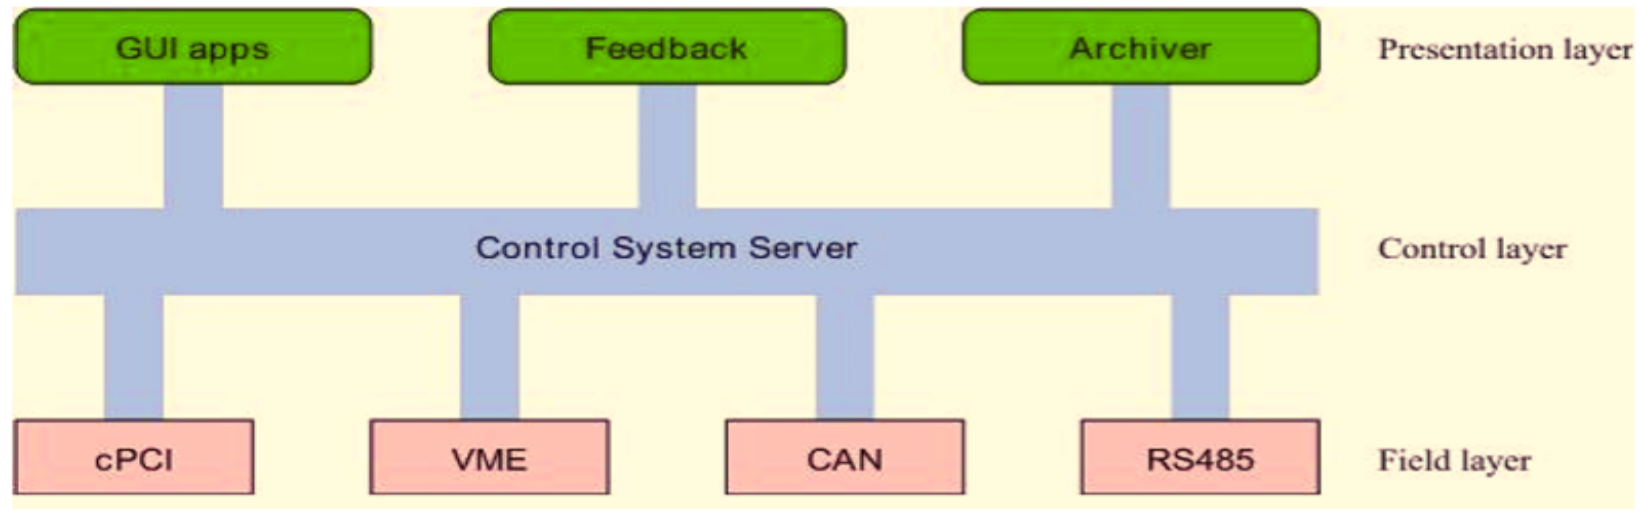 GUI apps Feedback Archiver Presentation layer
Control System Server Control layer
cPCI VME CAN RS485 Field layer